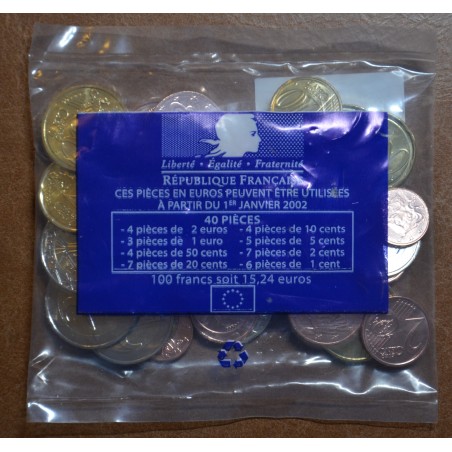 Liberté • Égalité • Fraternité
RÉPUBLIQUE FRANÇAISE
CES PIÈCES EN EUROS PEUVENT ÊTRE UTILISÉES
À PARTIR DU 1ER JANVIER 2002
40 PIÈCES
- 4 pièces de 2 euros - 4 pièces de 10 cents
- 3 pièces de 1 euro - 5 pièces de 5 cents
- 4 pièces de 50 cents - 7 pièces de 2 cents
- 7 pièces de 20 cents - 6 pièces de 1 cent
100 francs soit 15,24 euros